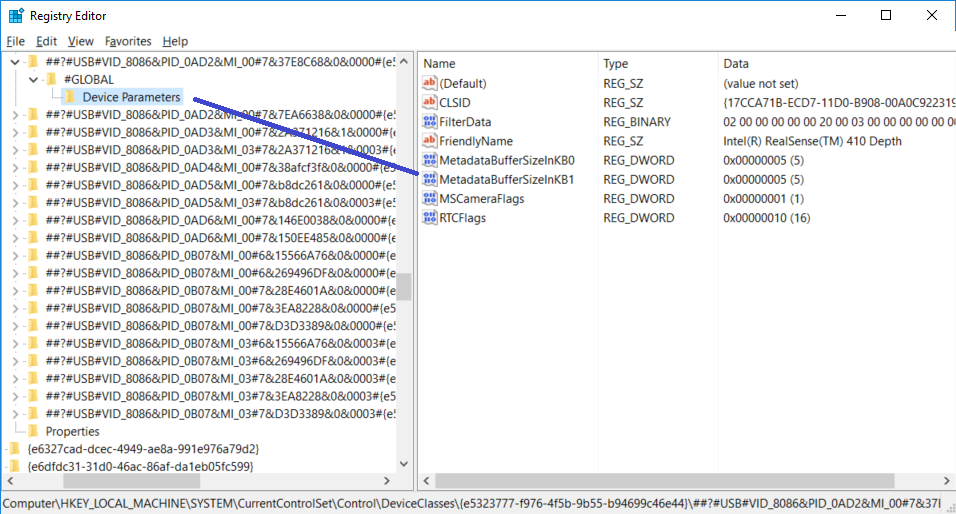 Registry Editor
File Edit View Favorites Help
##?#USB#VID_8086&PID_0AD2&MI_00#7&37E8C68&0&0000#{e5
#GLOBAL
Device Parameters
##?#USB#VID_8086&PID_0AD2&MI_00#7&7EA6638&0&0000#{e5
##?#USB#VID_8086&PID_0AD3&MI_00#7&2A371216&1&0000#{e
##?#USB#VID_8086&PID_0AD3&MI_03#7&2A371216&1&0003#{e
##?#USB#VID_8086&PID_0AD4&MI_00#7&38afcf3f&0&0000#{e5
##?#USB#VID_8086&PID_0AD5&MI_00#7&b8dc261&0&0000#{e5
##?#USB#VID_8086&PID_0AD5&MI_03#7&b8dc261&0&0003#{e5
##?#USB#VID_8086&PID_0AD6&MI_00#7&146E0038&0&0000#{e
##?#USB#VID_8086&PID_0AD6&MI_00#7&150EE485&0&0000#{e
##?#USB#VID_8086&PID_0B07&MI_00#6&15566A76&0&0000#{e
##?#USB#VID_8086&PID_0B07&MI_00#6&269496DF&0&0000#{e
##?#USB#VID_8086&PID_0B07&MI_00#7&28E4601A&0&0000#{e
##?#USB#VID_8086&PID_0B07&MI_00#7&3EA8228&0&0000#{e5
##?#USB#VID_8086&PID_0B07&MI_00#7&D3D3389&0&0000#{e5
##?#USB#VID_8086&PID_0B07&MI_03#6&15566A76&0&0003#{e
##?#USB#VID_8086&PID_0B07&MI_03#6&269496DF&0&0003#{e
##?#USB#VID_8086&PID_0B07&MI_03#7&28E4601A&0&0003#{e
##?#USB#VID_8086&PID_0B07&MI_03#7&3EA8228&0&0003#{e5
##?#USB#VID_8086&PID_0B07&MI_03#7&D3D3389&0&0003#{e5
Properties
{e6327cad-dcec-4949-ae8a-991e976a79d2}
{e6dfdc31-31d0-46ac-86af-da1eb05fc599}
Name Type Data
(Default) REG_SZ (value not set)
CLSID REG_SZ {17CCA71B-ECD7-11D0-B908-00A0C922319
FilterData REG_BINARY 02 00 00 00 00 00 20 00 03 00 00 00 00 00 00 00
FriendlyName REG_SZ Intel(R) RealSense(TM) 410 Depth
MetadataBufferSizeInKB0 REG_DWORD 0x00000005 (5)
MetadataBufferSizeInKB1 REG_DWORD 0x00000005 (5)
MSCameraFlags REG_DWORD 0x00000001 (1)
RTCFlags REG_DWORD 0x00000010 (16)
Computer\HKEY_LOCAL_MACHINE\SYSTEM\CurrentControlSet\Control\DeviceClasses\{e5323777-f976-4f5b-9b55-b94699c46e44}\##?#USB#VID_8086&PID_0AD2&MI_00#7&37